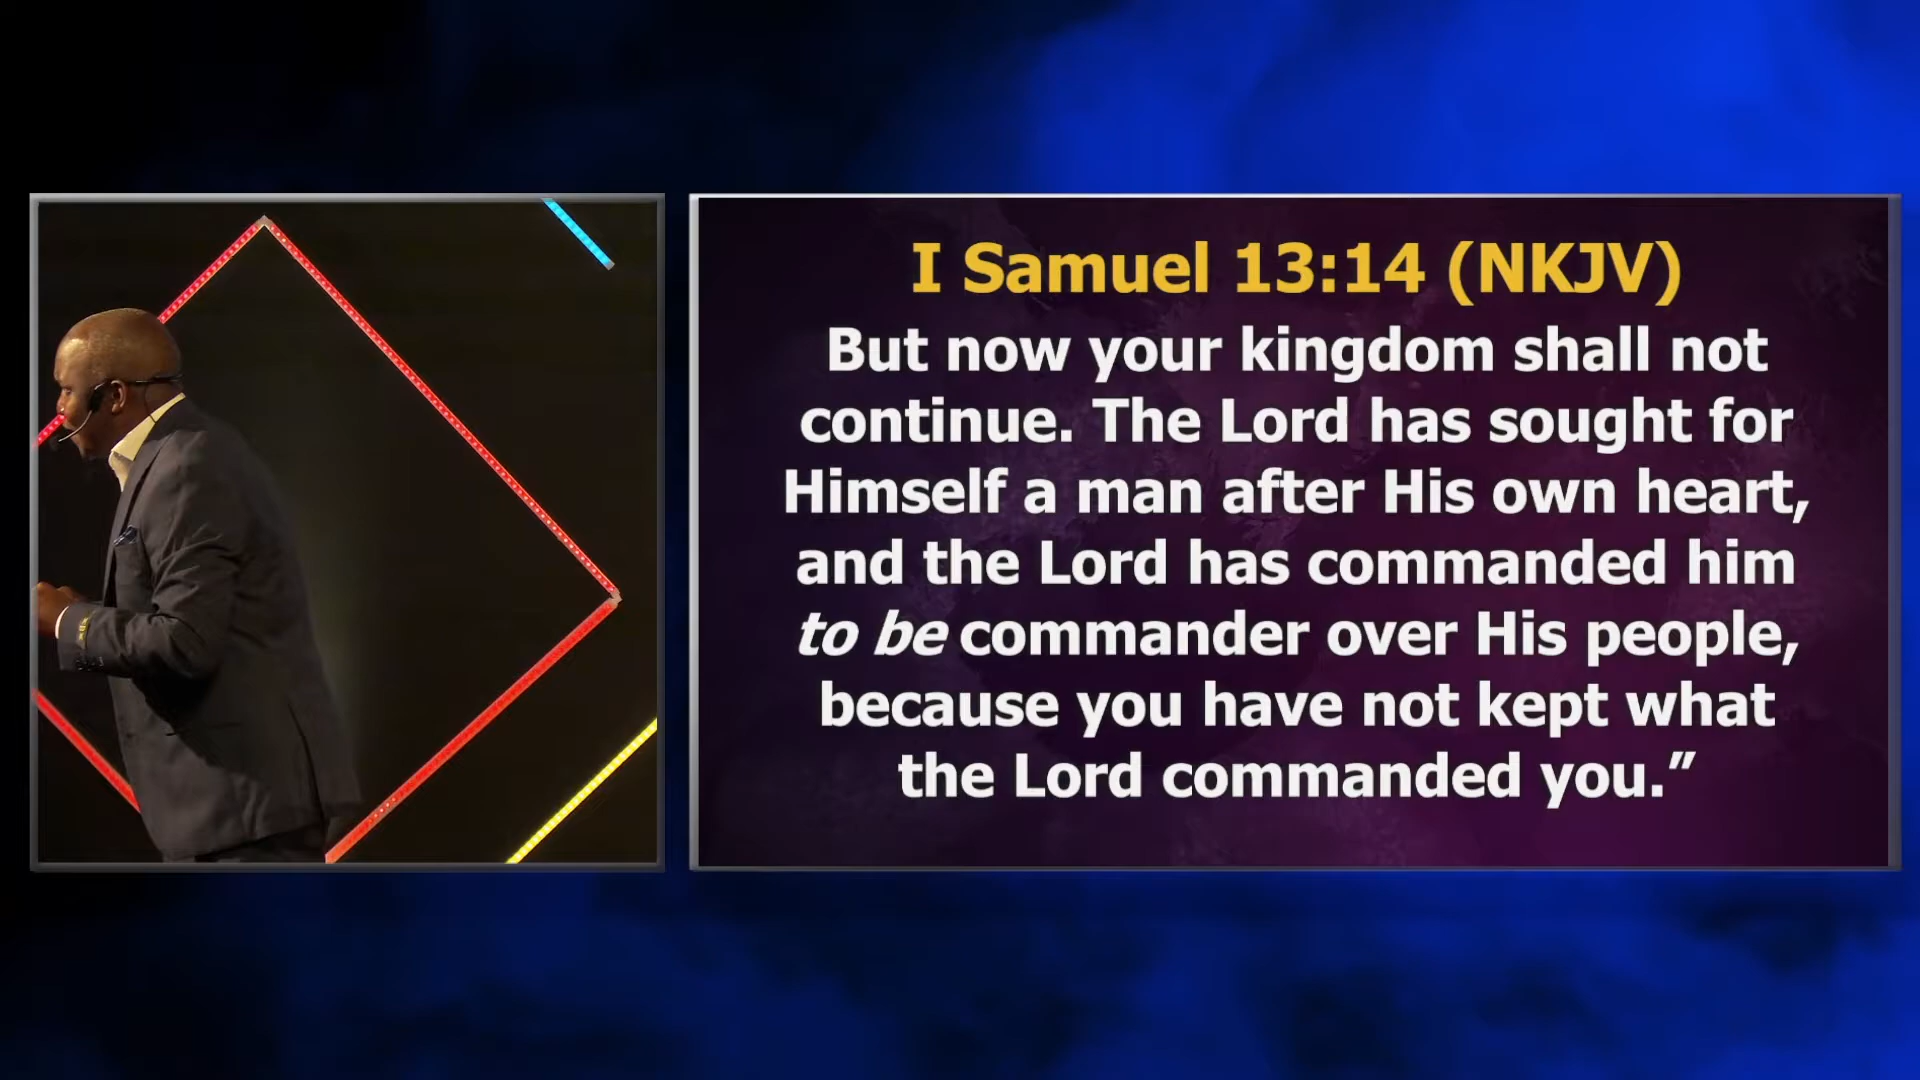 I Samuel 13:14 (NKJV)
But now your kingdom shall not
continue. The Lord has sought for
Himself a man after His own heart,
and the Lord has commanded him
to be commander over His people,
because you have not kept what
the Lord commanded you.”